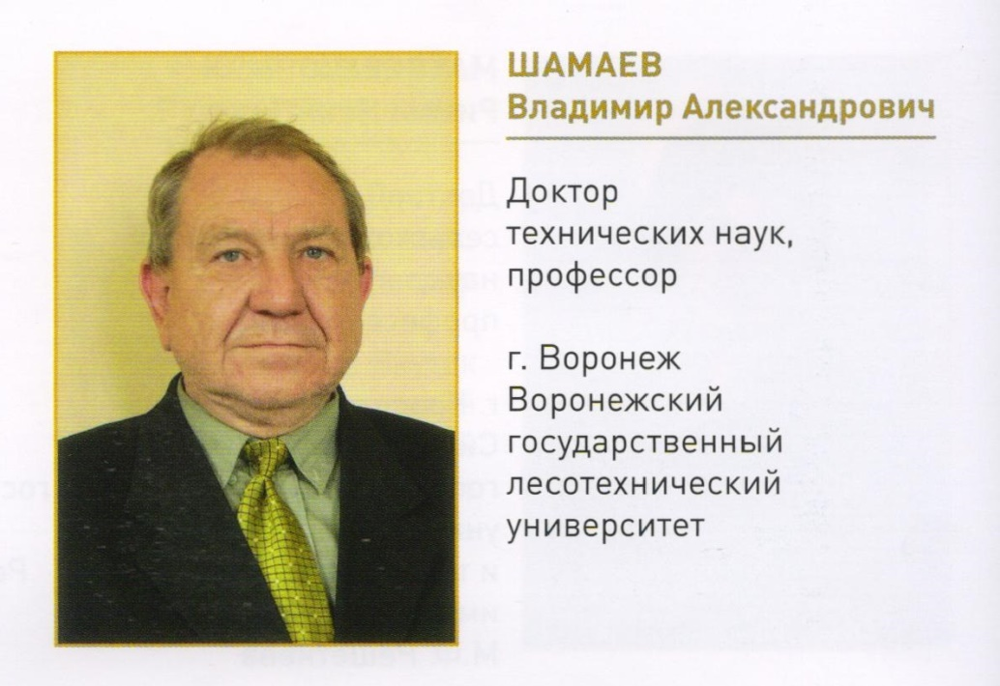 ШАМАЕВ
Владимир Александрович
Доктор
технических наук,
профессор
г. Воронеж
Воронежский
государственный
лесотехнический
университет